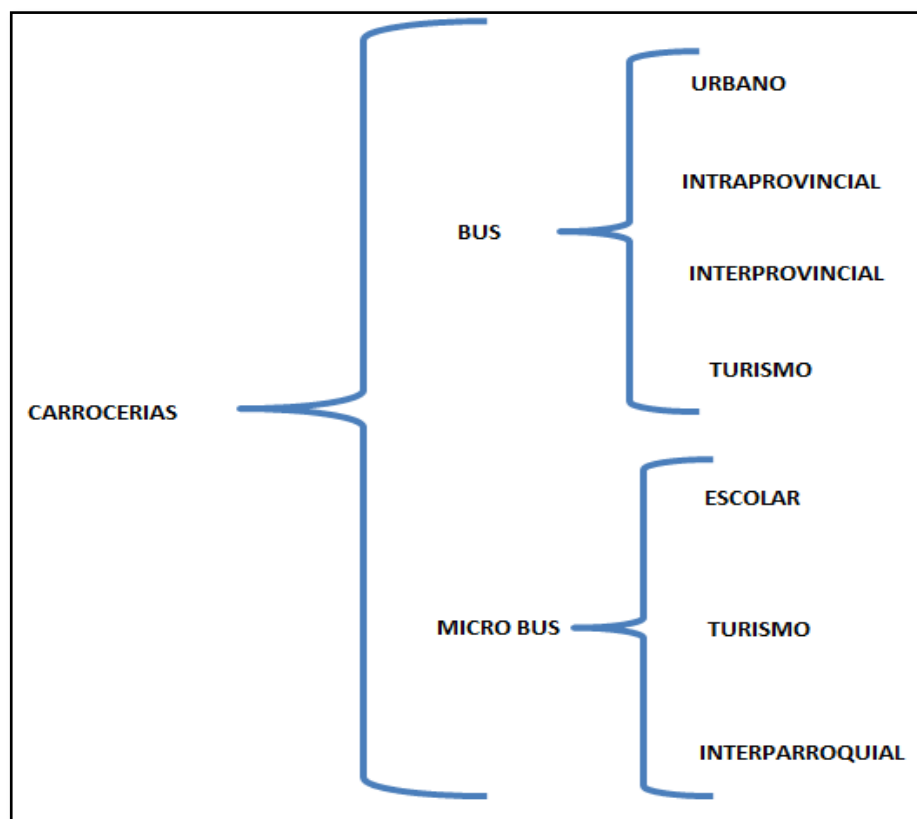 CARROCERIAS
BUS
URBANO
INTRAPROVINCIAL
INTERPROVINCIAL
TURISMO
MICRO BUS
ESCOLAR
TURISMO
INTERPARROQUIAL